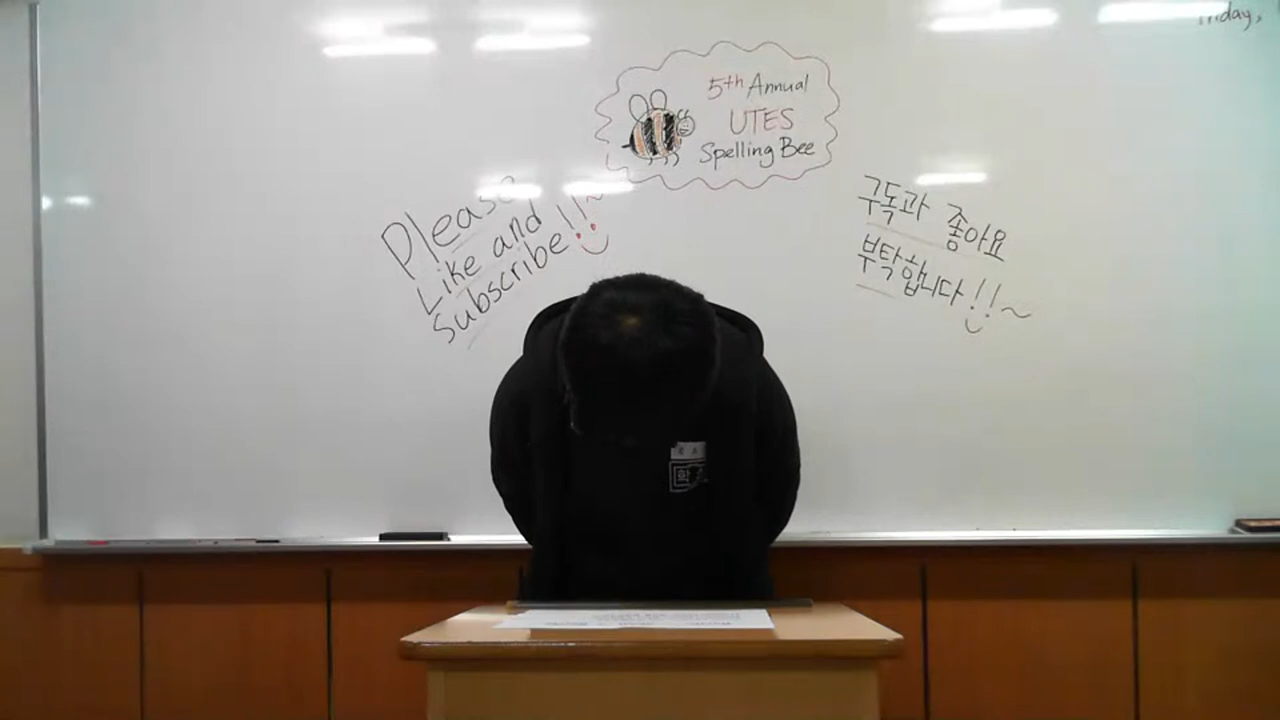 Friday,
5th Annual
UTES
Spelling Bee
Please
Like and
subscribe!!~
구독과 좋아요
부탁합니다!!~